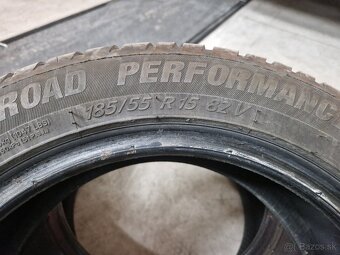 ROAD PERFORMANC
185/55 R 15 82 V
bazos.sk